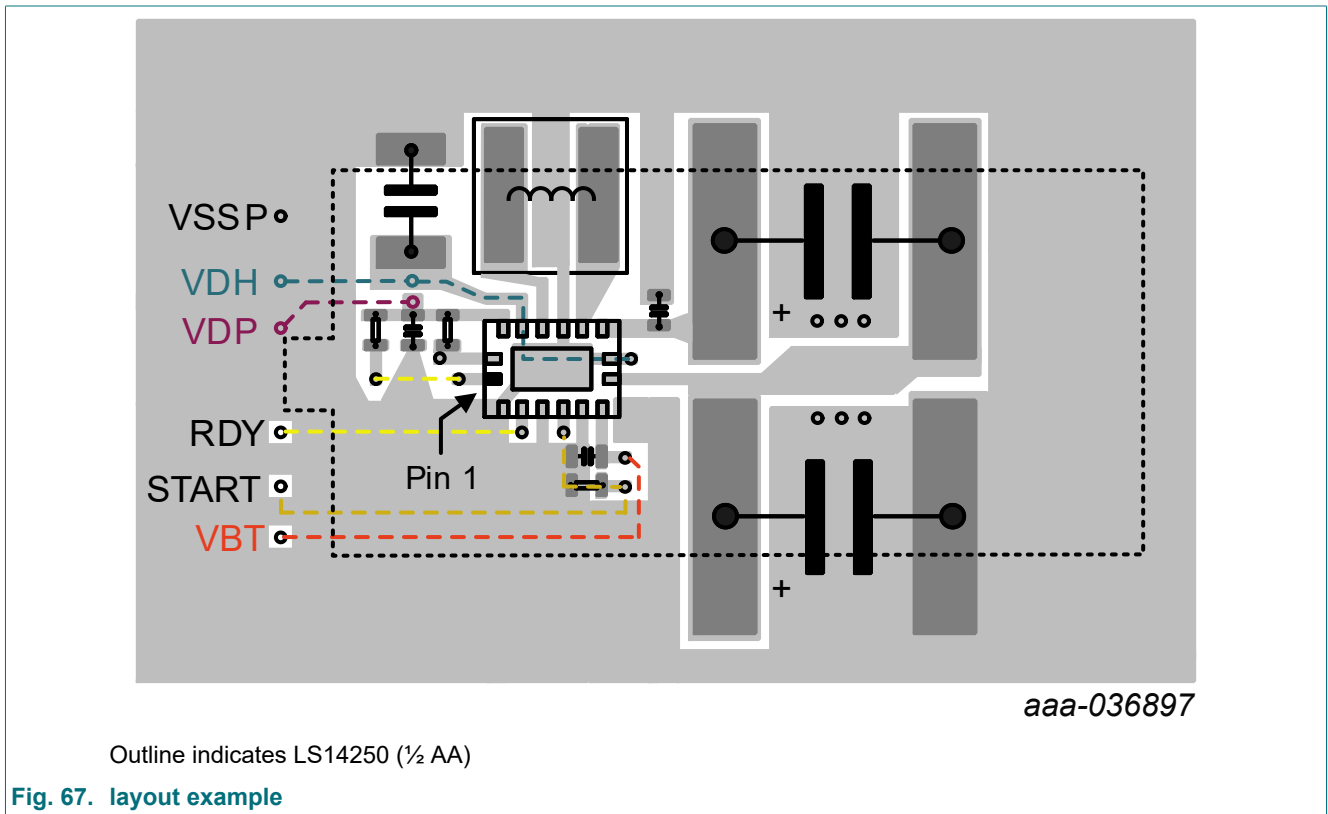 VSSP
VDH
VDP
+
RDY
Pin 1
START
VBT
+
aaa-036897
Outline indicates LS14250 (½ AA)
Fig. 67. layout example